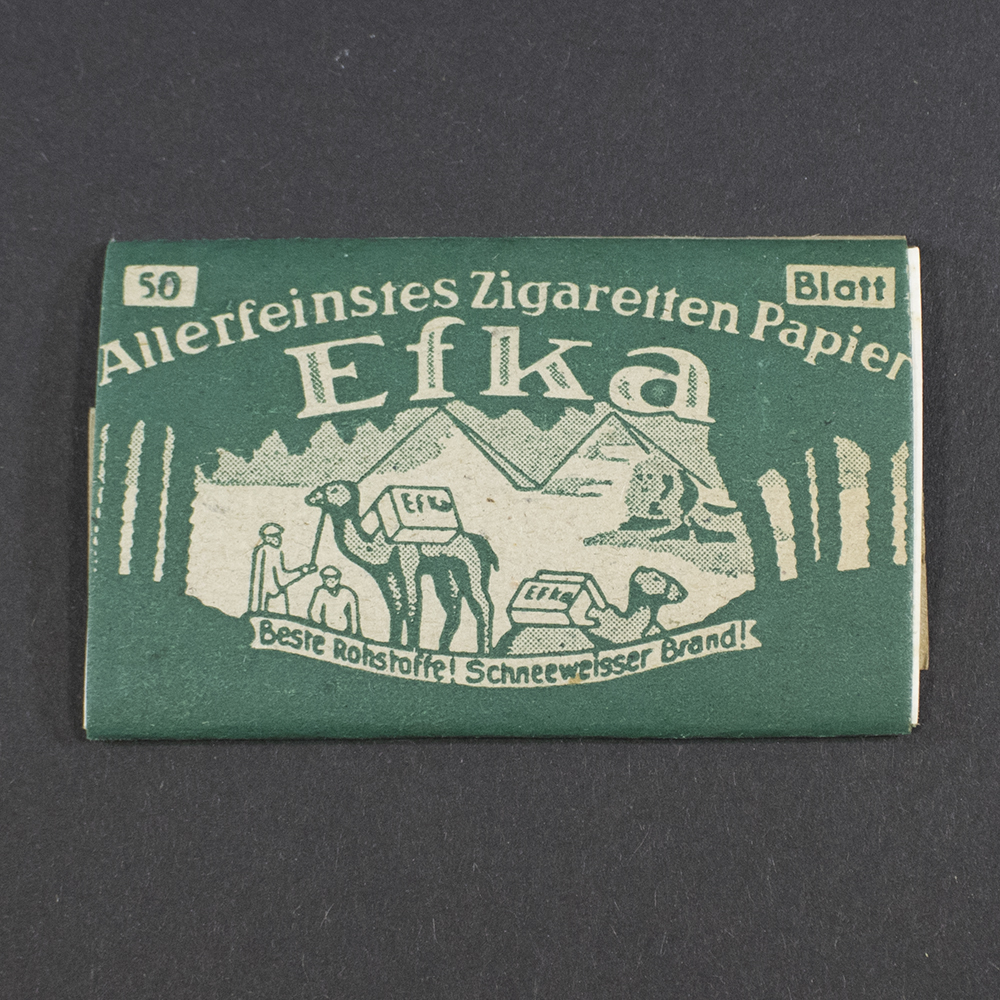 50
Blatt
Allerfeinstes Zigaretten Papier
Efka
Efka
Efka
Beste Rohstoffe! Schneeweisser Brand!